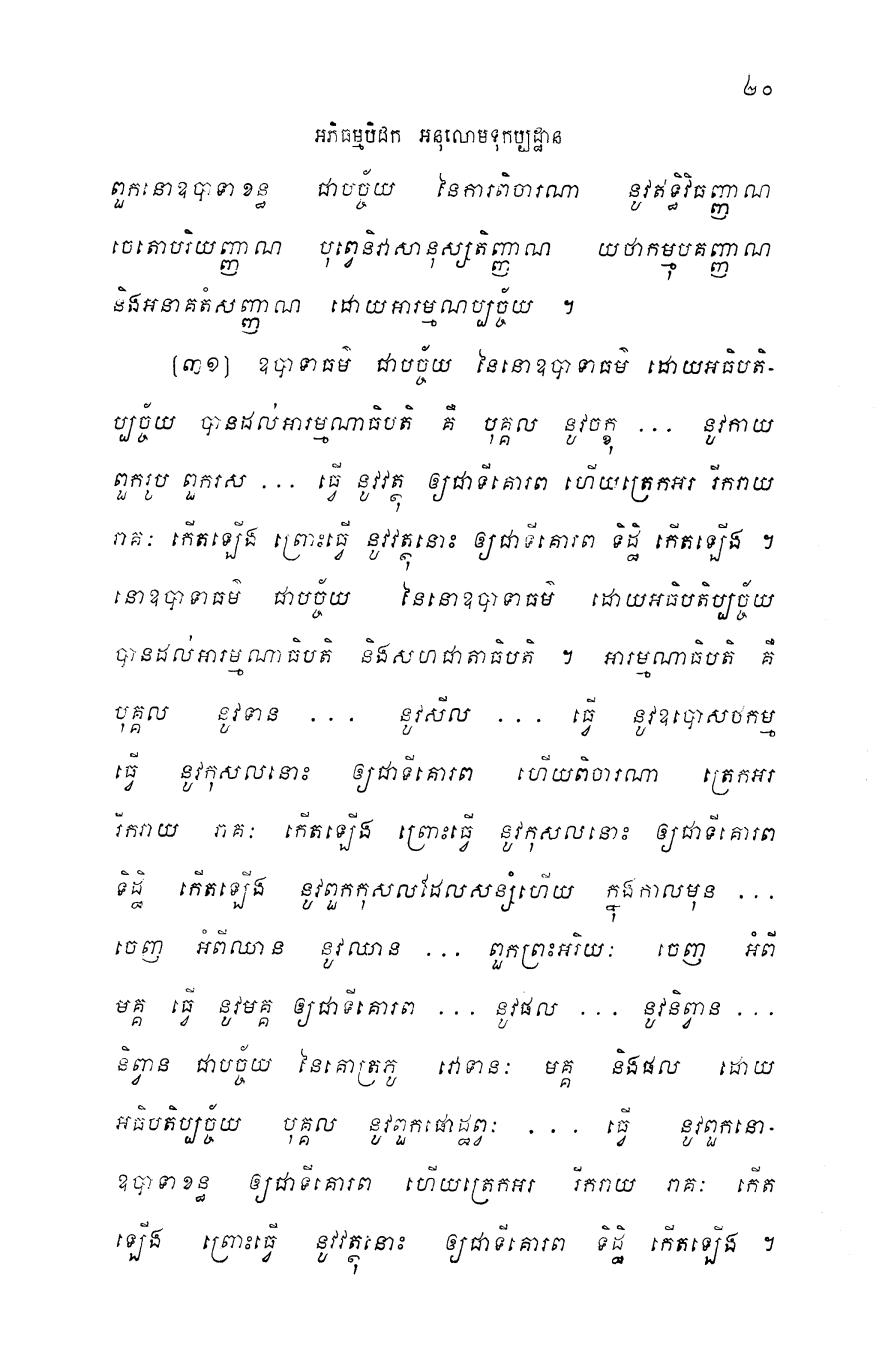 ២០
អភិធម្មបិដក អនុលោមទុកប្បដ្ឋាន
ពួកនោឧបាទាខន្ធ ជាបច្ច័យ នៃការពិចារណា នូវឥទ្ធិវិធញ្ញាណ
ចេតោបរិយញ្ញាណ បុព្វេនិវាសានុស្សតិញ្ញាណ យថាកម្មុបគញ្ញាណ
និងអនាគតំសញ្ញាណ ដោយអារម្មណប្បច្ច័យ ។
(៣១) ឧបាទាធម៌ ជាបច្ច័យ នៃនោឧបាទាធម៌ ដោយអធិបតិ-
ប្បច្ច័យ បានដល់អារម្មណាធិបតិ គឺ បុគ្គល នូវចក្ខុ ... នូវកាយ
ពួករូប ពួករស ... ធ្វើ នូវវត្ថុ ឲ្យជាទីគោរព ហើយត្រេកអរ រីករាយ
រាគៈ កើតឡើង ព្រោះធ្វើ នូវវត្ថុនោះ ឲ្យជាទីគោរព ទិដ្ឋិ កើតឡើង ។
នោឧបាទាធម៌ ជាបច្ច័យ នៃនោឧបាទាធម៌ ដោយអធិបតិប្បច្ច័យ
បានដល់អារម្មណាធិបតិ និងសហជាតាធិបតិ ។ អារម្មណាធិបតិ គឺ
បុគ្គល នូវទាន ... នូវសីល ... ធ្វើ នូវឧបោសថកម្ម
ធ្វើ នូវកុសលនោះ ឲ្យជាទីគោរព ហើយពិចារណា ត្រេកអរ
រីករាយ រាគៈ កើតឡើង ព្រោះធ្វើ នូវកុសលនោះ ឲ្យជាទីគោរព
ទិដ្ឋិ កើតឡើង នូវពួកកុសលដែលសន្សំហើយ ក្នុងកាលមុន ...
ចេញ អំពីឈាន នូវឈាន ... ពួកព្រះអរិយៈ ចេញ អំពី
មគ្គ ធ្វើ នូវមគ្គ ឲ្យជាទីគោរព ... នូវផល ... នូវនិព្វាន ...
និព្វាន ជាបច្ច័យ នៃគោត្រភូ វោទានៈ មគ្គ និងផល ដោយ
អធិបតិប្បច្ច័យ បុគ្គល នូវពួកផោដ្ឋព្វៈ ... ធ្វើ នូវពួកនោ-
ឧបាទាខន្ធ ឲ្យជាទីគោរព ហើយត្រេកអរ រីករាយ រាគៈ កើត
ឡើង ព្រោះធ្វើ នូវវត្ថុនោះ ឲ្យជាទីគោរព ទិដ្ឋិ កើតឡើង ។